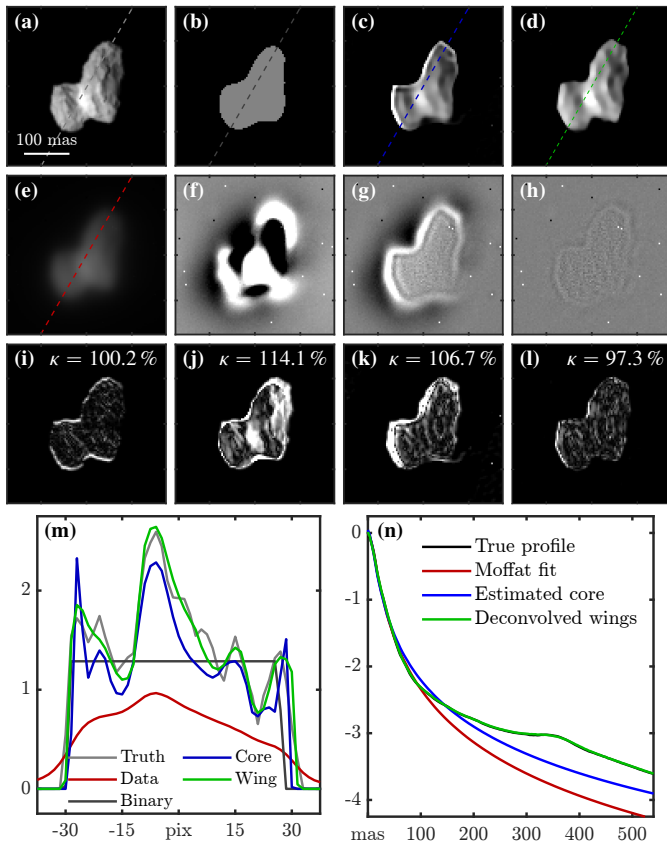 (a)
(b)
(c)
(d)
100 mas
(e)
(f)
(g)
(h)
(i) κ = 100.2 %
(j) κ = 114.1 %
(k) κ = 106.7 %
(l) κ = 97.3 %
(m)
2
1
0
Truth
Data
Binary
Core
Wing
-30 -15 pix 15 30
(n)
0
-1
-2
-3
-4
True profile
Moffat fit
Estimated core
Deconvolved wings
mas 100 200 300 400 500